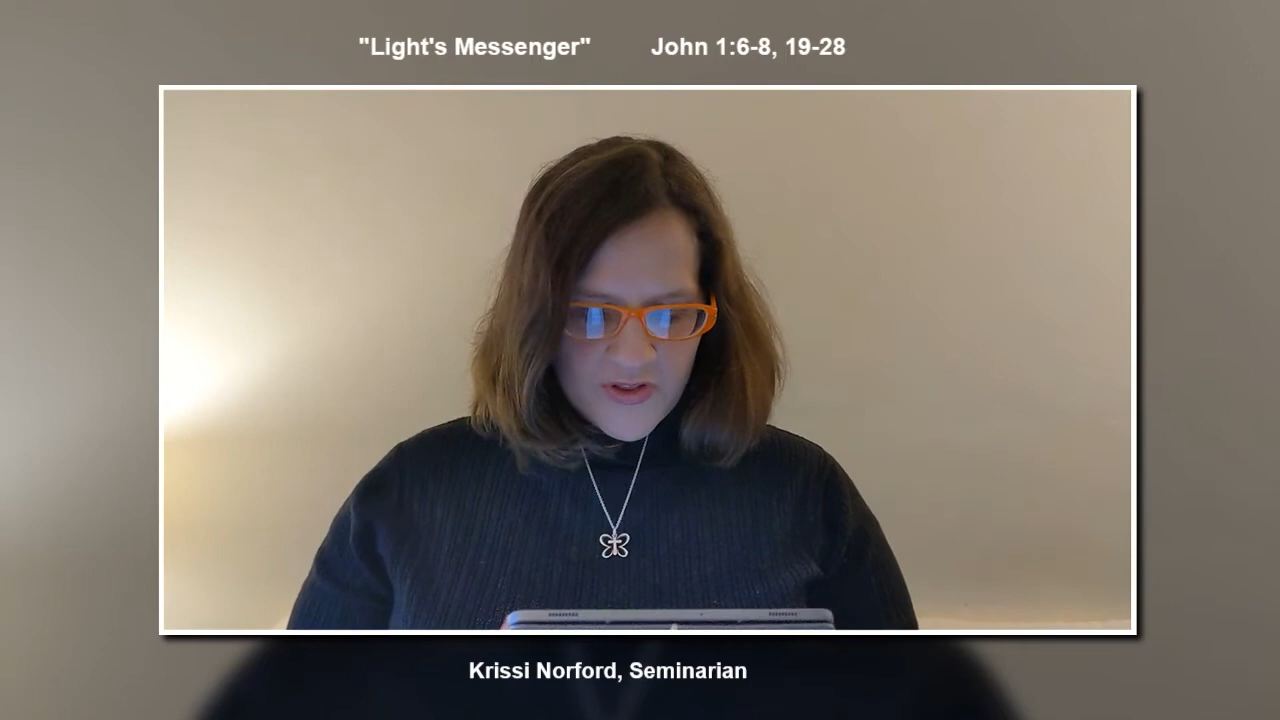 "Light's Messenger" John 1:6-8, 19-28
Krissi Norford, Seminarian